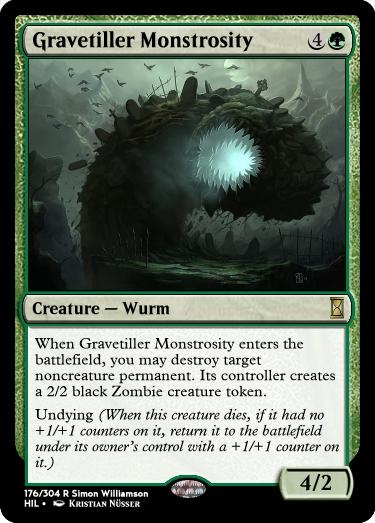 Gravetiller Monstrosity 4
Creature — Wurm
When Gravetiller Monstrosity enters the
battlefield, you may destroy target
noncreature permanent. Its controller creates
a 2/2 black Zombie creature token.
Undying (When this creature dies, if it had no
+1/+1 counters on it, return it to the battlefield
under its owner's control with a +1/+1 counter on
it.)
4/2
176/304 R Simon Williamson
HIL • Kristian Nüsser